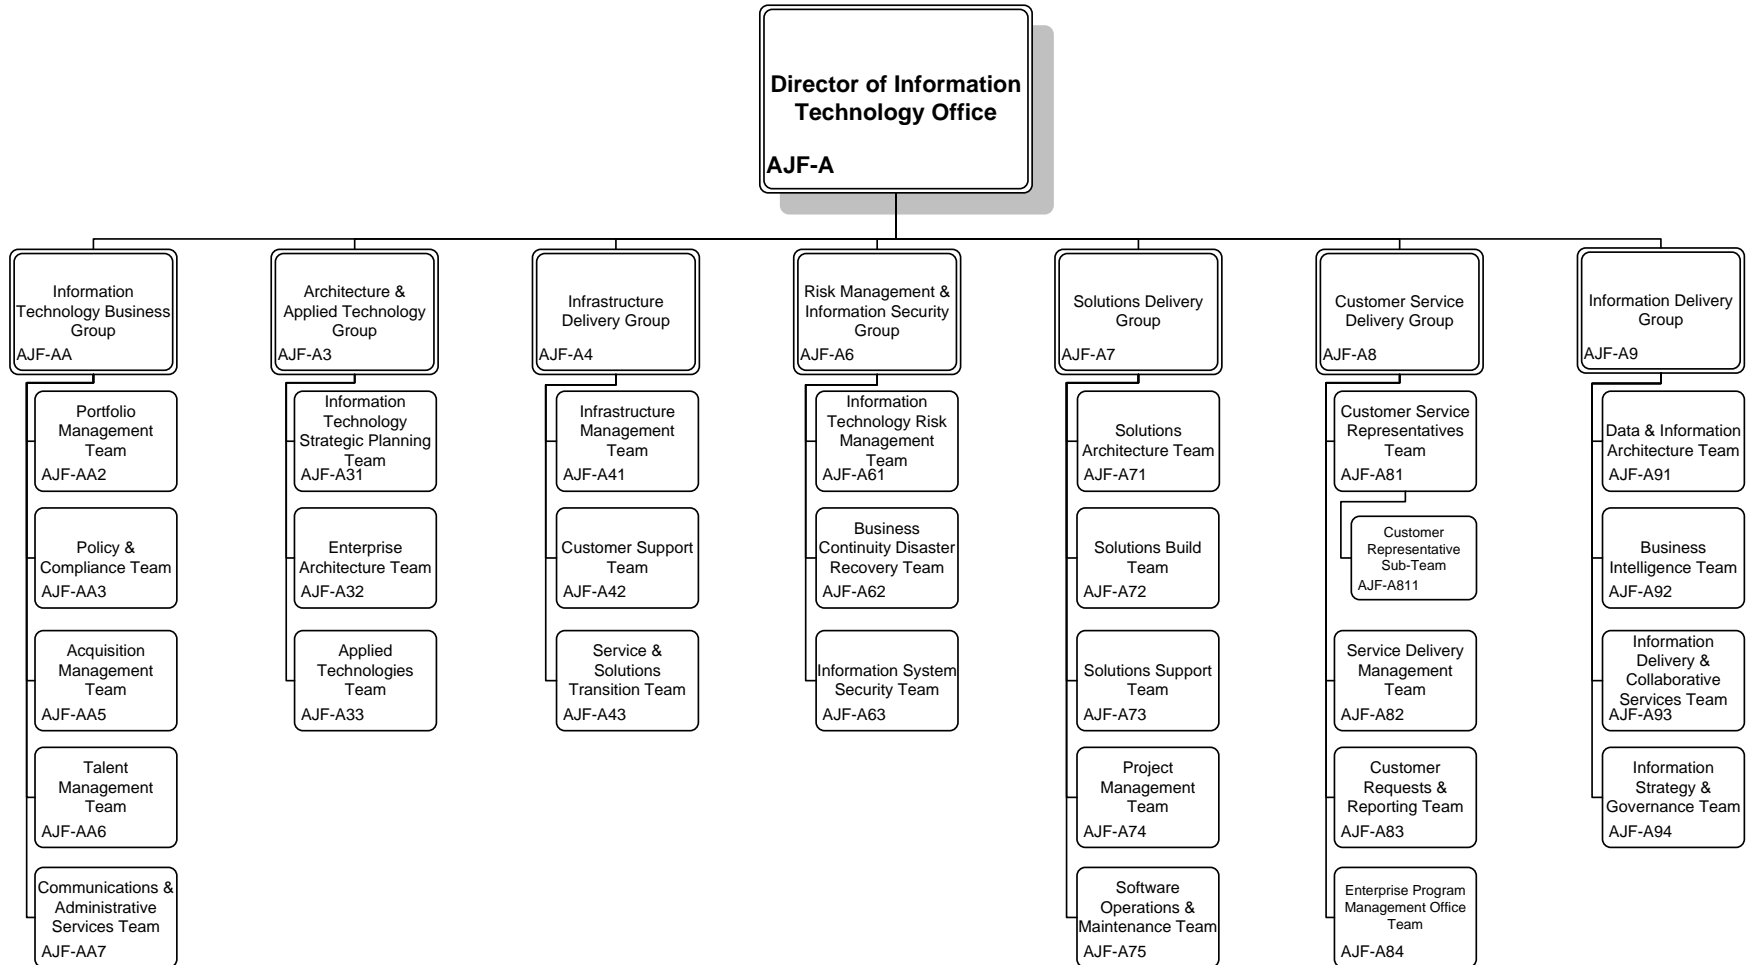 Director of Information
Technology Office
AJF-A
Information
Technology Business
Group
AJF-AA
Portfolio
Management
Team
AJF-AA2
Policy &
Compliance Team
AJF-AA3
Acquisition
Management
Team
AJF-AA5
Talent
Management
Team
AJF-AA6
Communications &
Administrative
Services Team
AJF-AA7
Architecture &
Applied Technology
Group
AJF-A3
Information
Technology
Strategic Planning
Team
AJF-A31
Enterprise
Architecture Team
AJF-A32
Applied
Technologies
Team
AJF-A33
Infrastructure
Delivery Group
AJF-A4
Infrastructure
Management
Team
AJF-A41
Customer Support
Team
AJF-A42
Service &
Solutions
Transition Team
AJF-A43
Risk Management &
Information Security
Group
AJF-A6
Information
Technology Risk
Management
Team
AJF-A61
Business
Continuity Disaster
Recovery Team
AJF-A62
Information System
Security Team
AJF-A63
Solutions Delivery
Group
AJF-A7
Solutions
Architecture Team
AJF-A71
Solutions Build
Team
AJF-A72
Solutions Support
Team
AJF-A73
Project
Management
Team
AJF-A74
Software
Operations &
Maintenance Team
AJF-A75
Customer Service
Delivery Group
AJF-A8
Customer Service
Representatives
Team
AJF-A81
Customer
Representative
Sub-Team
AJF-A811
Service Delivery
Management
Team
AJF-A82
Customer
Requests &
Reporting Team
AJF-A83
Enterprise Program
Management Office
Team
AJF-A84
Information Delivery
Group
AJF-A9
Data & Information
Architecture Team
AJF-A91
Business
Intelligence Team
AJF-A92
Information
Delivery &
Collaborative
Services Team
AJF-A93
Information
Strategy &
Governance Team
AJF-A94